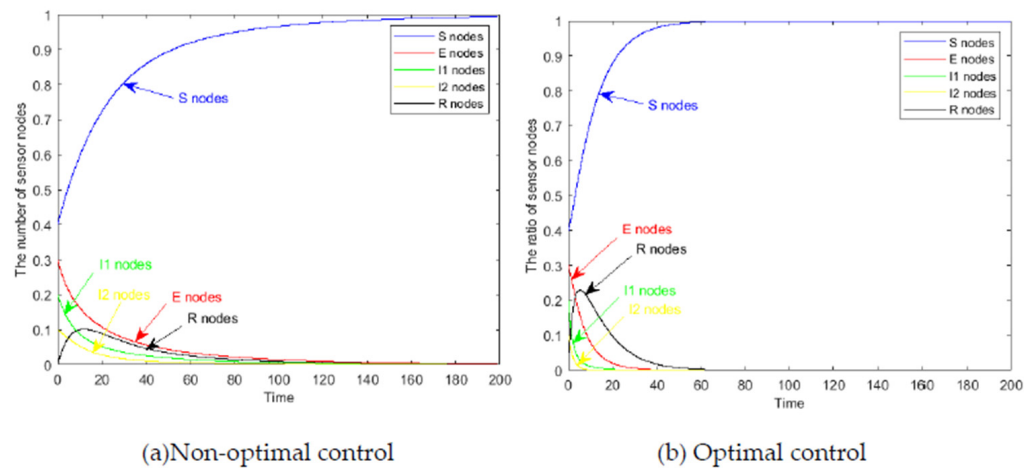 1
0.9
0.8
0.7
0.6
0.5
0.4
0.3
0.2
0.1
0
The number of sensor nodes
S nodes
E nodes
I1 nodes
I2 nodes
R nodes
S nodes
I1 nodes
I2 nodes
E nodes
R nodes
0 20 40 60 80 100 120 140 160 180 200
Time
(a)Non-optimal control
1
0.9
0.8
0.7
0.6
0.5
0.4
0.3
0.2
0.1
0
The ratio of sensor nodes
S nodes
E nodes
I1 nodes
I2 nodes
R nodes
S nodes
E nodes
R nodes
I1 nodes
I2 nodes
0 20 40 60 80 100 120 140 160 180 200
Time
(b) Optimal control